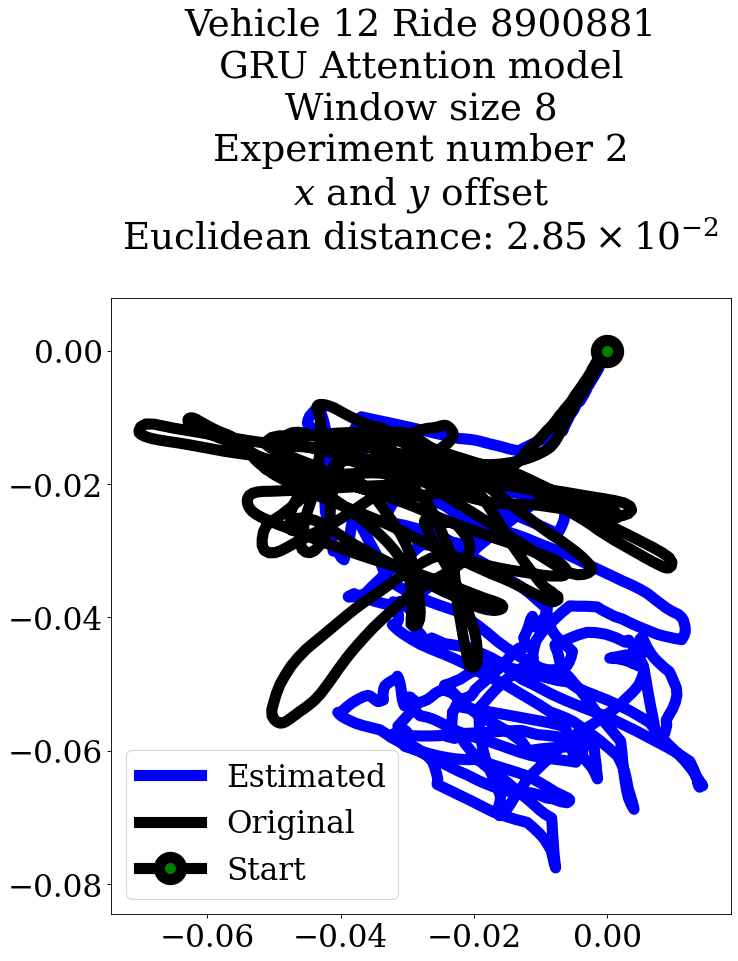 Vehicle 12 Ride 8900881
GRU Attention model
Window size 8
Experiment number 2
x and y offset
Euclidean distance: 2.85 × 10⁻²
0.00
−0.02
−0.04
−0.06
−0.08
Estimated
Original
Start
−0.06 −0.04 −0.02 0.00